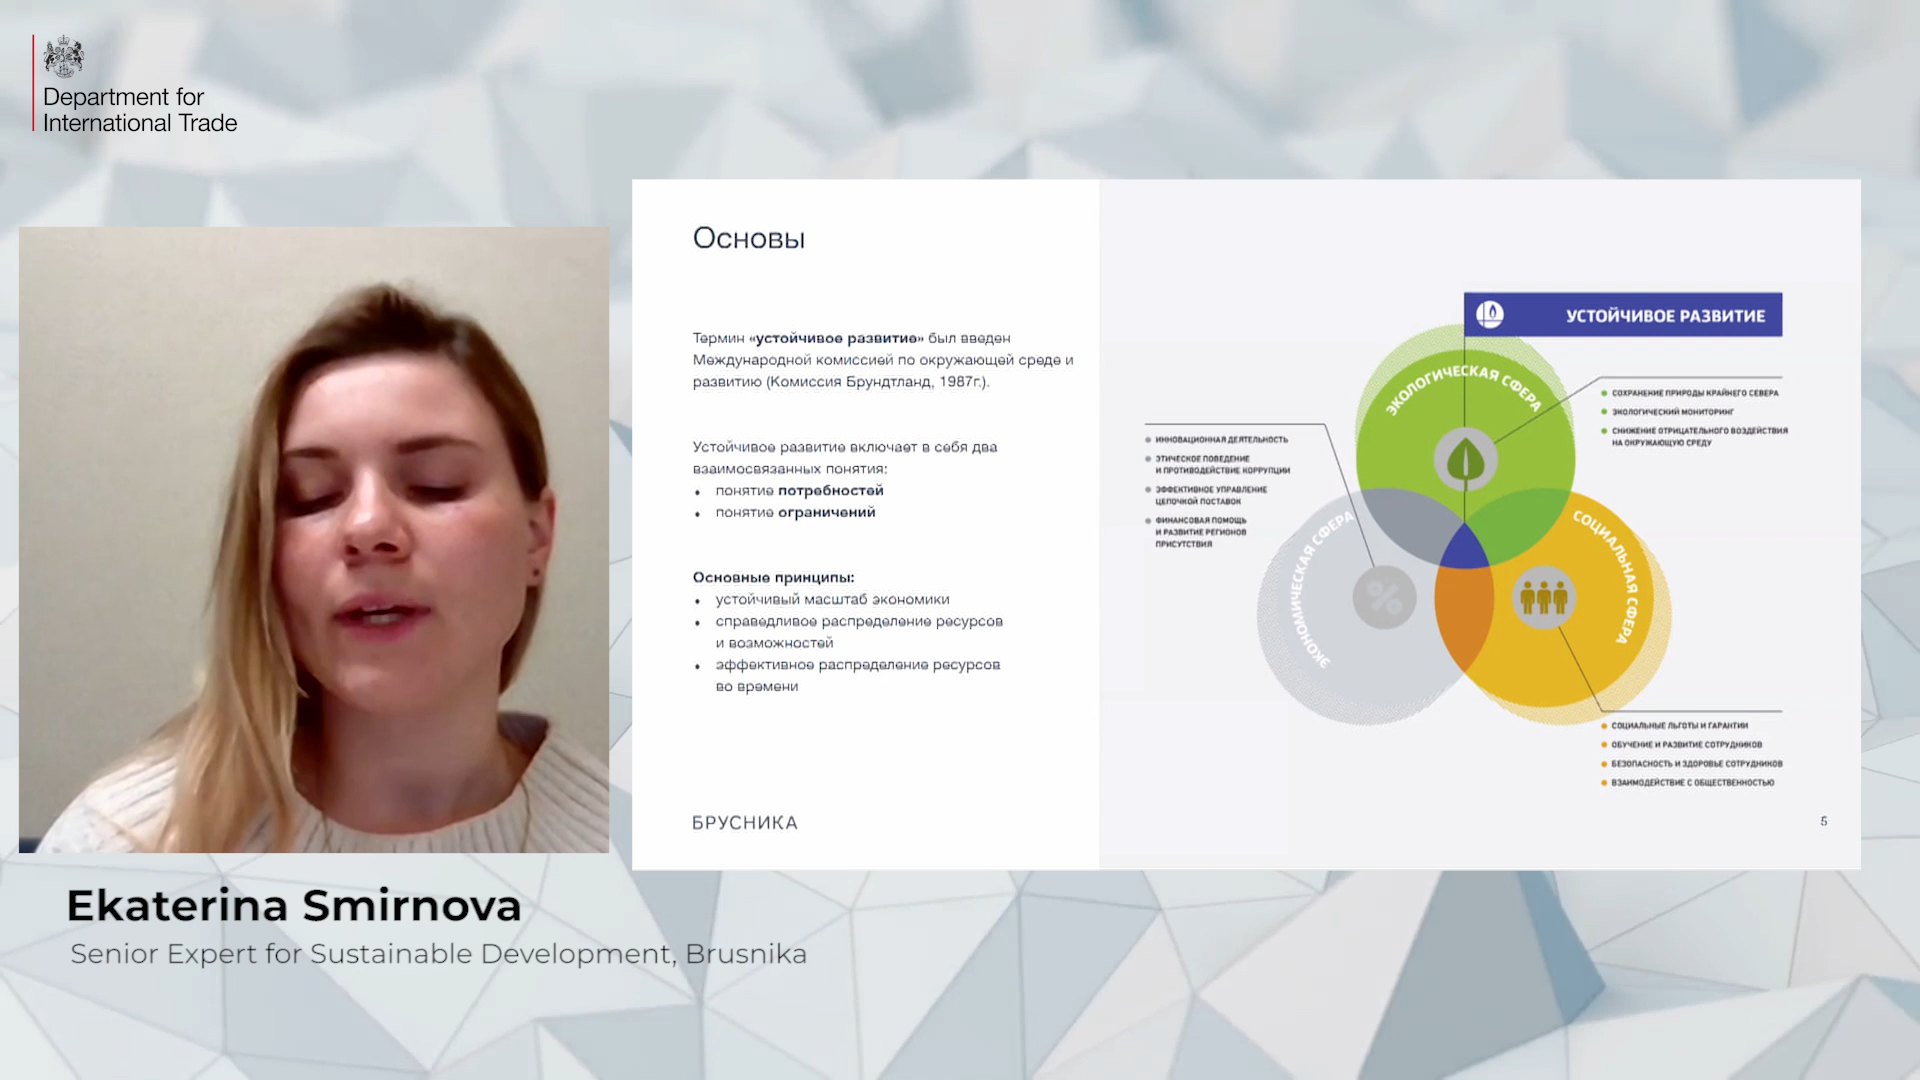 Department for
International Trade
Основы
Термин «устойчивое развитие» был введен
Международной комиссией по окружающей среде и
развитию (Комиссия Брундтланд, 1987г.).
Устойчивое развитие включает в себя два
взаимосвязанных понятия:
• понятие потребностей
• понятие ограничений
Основные принципы:
• устойчивый масштаб экономики
• справедливое распределение ресурсов
и возможностей
• эффективное распределение ресурсов
во времени
БРУСНИКА
УСТОЙЧИВОЕ РАЗВИТИЕ
ЭКОЛОГИЧЕСКАЯ СФЕРА
СОХРАНЕНИЕ ПРИРОДЫ КРАЙНЕГО СЕВЕРА
ЭКОЛОГИЧЕСКИЙ МОНИТОРИНГ
СНИЖЕНИЕ ОТРИЦАТЕЛЬНОГО ВОЗДЕЙСТВИЯ
НА ОКРУЖАЮЩУЮ СРЕДУ
ИННОВАЦИОННАЯ ДЕЯТЕЛЬНОСТЬ
ЭТИЧЕСКОЕ ПОВЕДЕНИЕ
И ПРОТИВОДЕЙСТВИЕ КОРРУПЦИИ
ЭФФЕКТИВНОЕ УПРАВЛЕНИЕ
ЦЕПОЧКОЙ ПОСТАВОК
ФИНАНСОВАЯ ПОМОЩЬ
И РАЗВИТИЕ РЕГИОНОВ
ПРИСУТСТВИЯ
ЭКОНОМИЧЕСКАЯ СФЕРА
%
СОЦИАЛЬНАЯ СФЕРА
СОЦИАЛЬНЫЕ ЛЬГОТЫ И ГАРАНТИИ
ОБУЧЕНИЕ И РАЗВИТИЕ СОТРУДНИКОВ
БЕЗОПАСНОСТЬ И ЗДОРОВЬЕ СОТРУДНИКОВ
ВЗАИМОДЕЙСТВИЕ С ОБЩЕСТВЕННОСТЬЮ
5
Ekaterina Smirnova
Senior Expert for Sustainable Development, Brusnika